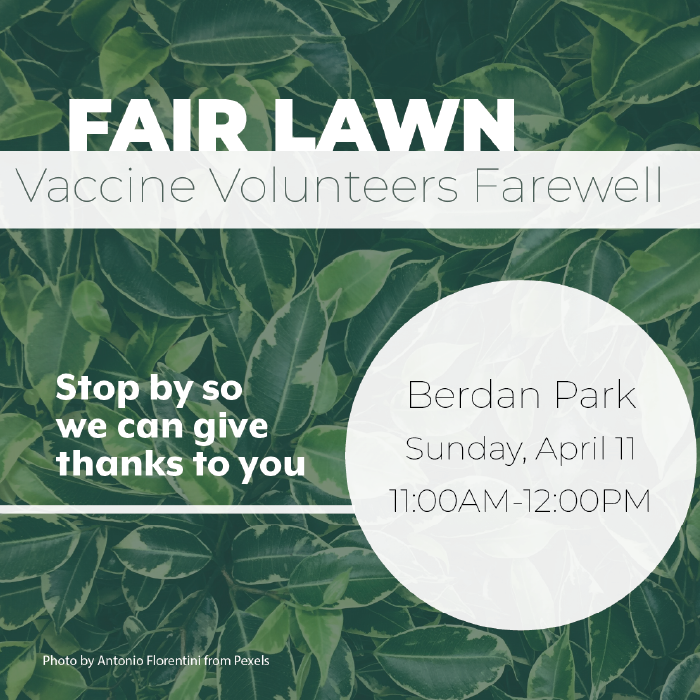 FAIR LAWN
Vaccine Volunteers Farewell
Stop by so
we can give
thanks to you
Berdan Park
Sunday, April 11
11:00AM-12:00PM
Photo by Antonio Florentini from Pexels